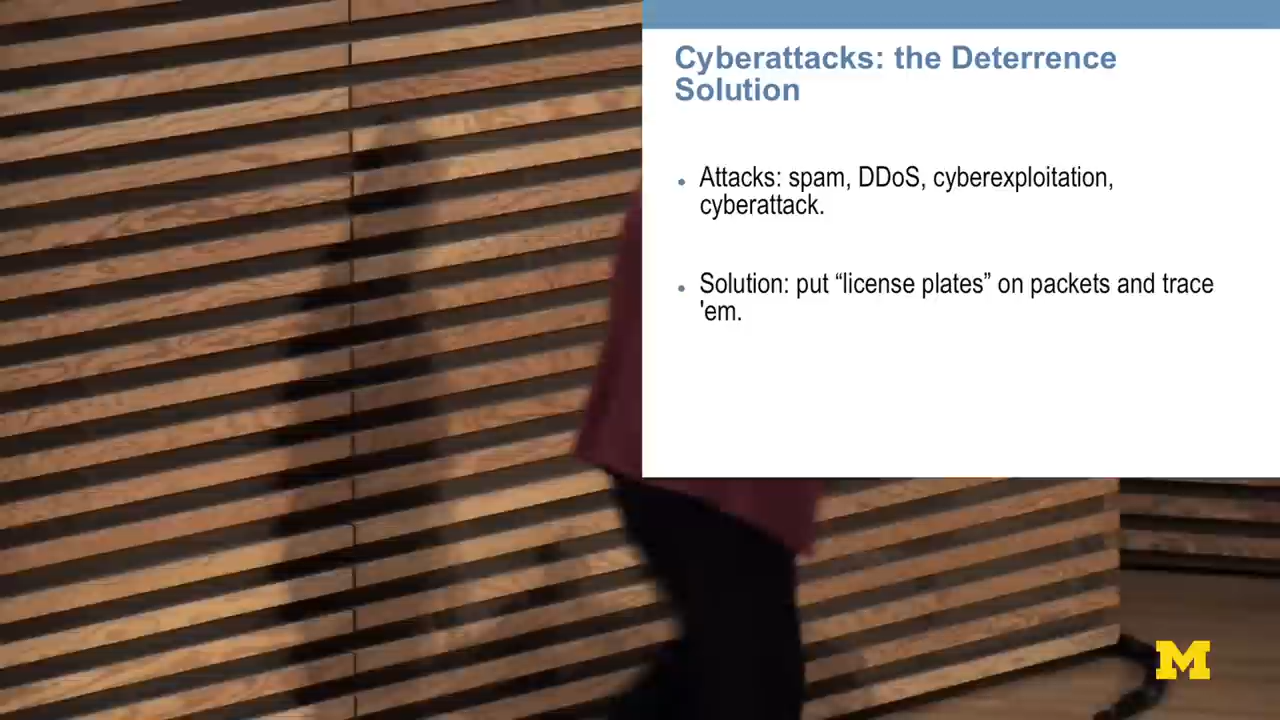 Cyberattacks: the Deterrence
Solution
• Attacks: spam, DDoS, cyberexploitation,
cyberattack.
• Solution: put “license plates” on packets and trace
'em.
M